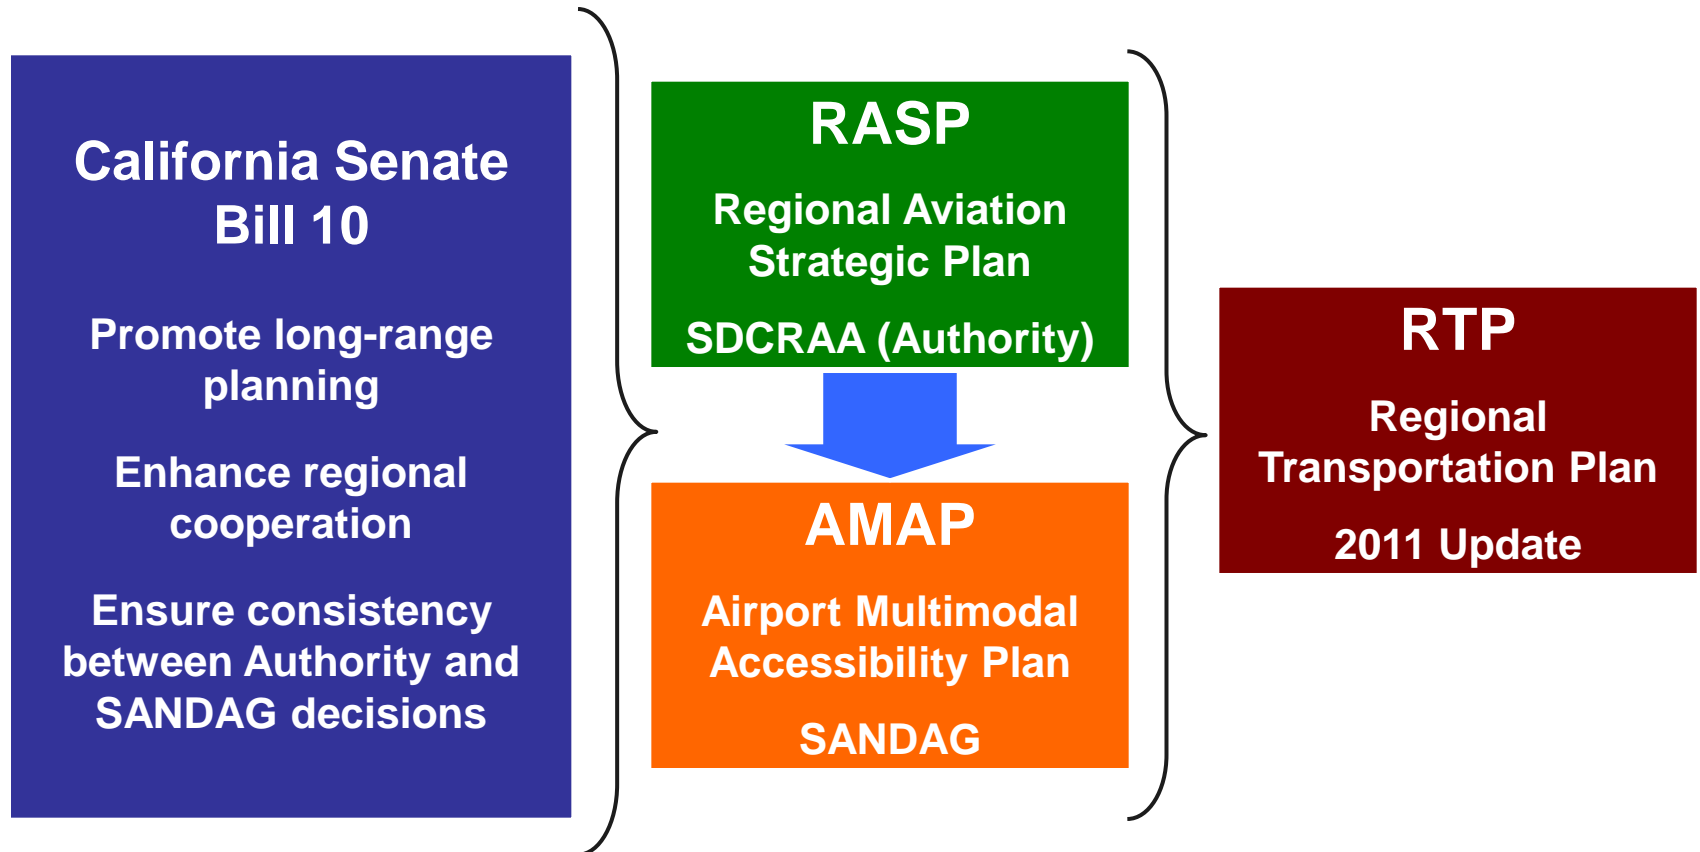 California Senate
Bill 10
Promote long-range
planning
Enhance regional
cooperation
Ensure consistency
between Authority and
SANDAG decisions
RASP
Regional Aviation
Strategic Plan
SDCRAA (Authority)
AMAP
Airport Multimodal
Accessibility Plan
SANDAG
RTP
Regional
Transportation Plan
2011 Update